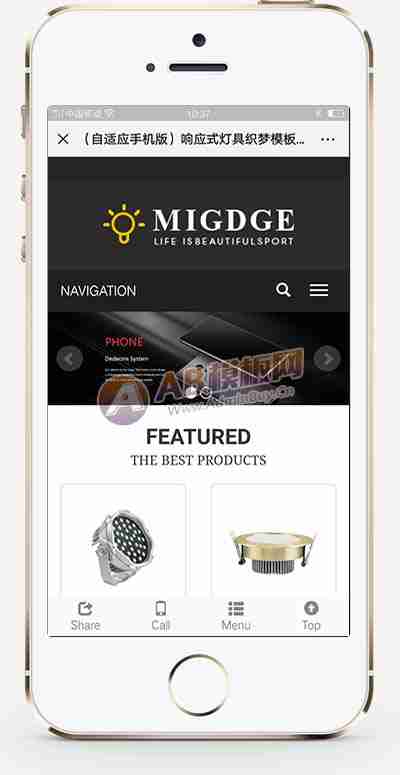 中国移动
10:37
（自适应手机版）响应式灯具织梦模板...
MIGDGE
LIFE ISBEAUTIFULSPORT
NAVIGATION
PHONE
Dedecms System
AB模板网
Www.AdminBuy.Cn
FEATURED
THE BEST PRODUCTS
Share
Call
Menu
Top